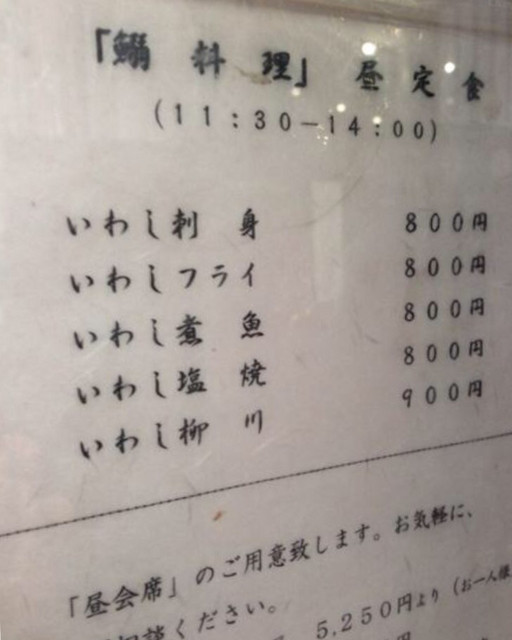 「鰯料理」 昼定食
(11:30-14:00)
いわし刺身 800円
いわしフライ 800円
いわし煮魚 800円
いわし塩焼 800円
いわし柳川 900円
「昼会席」のご用意致します。お気軽に、
ください。
5,250円より（お一人様